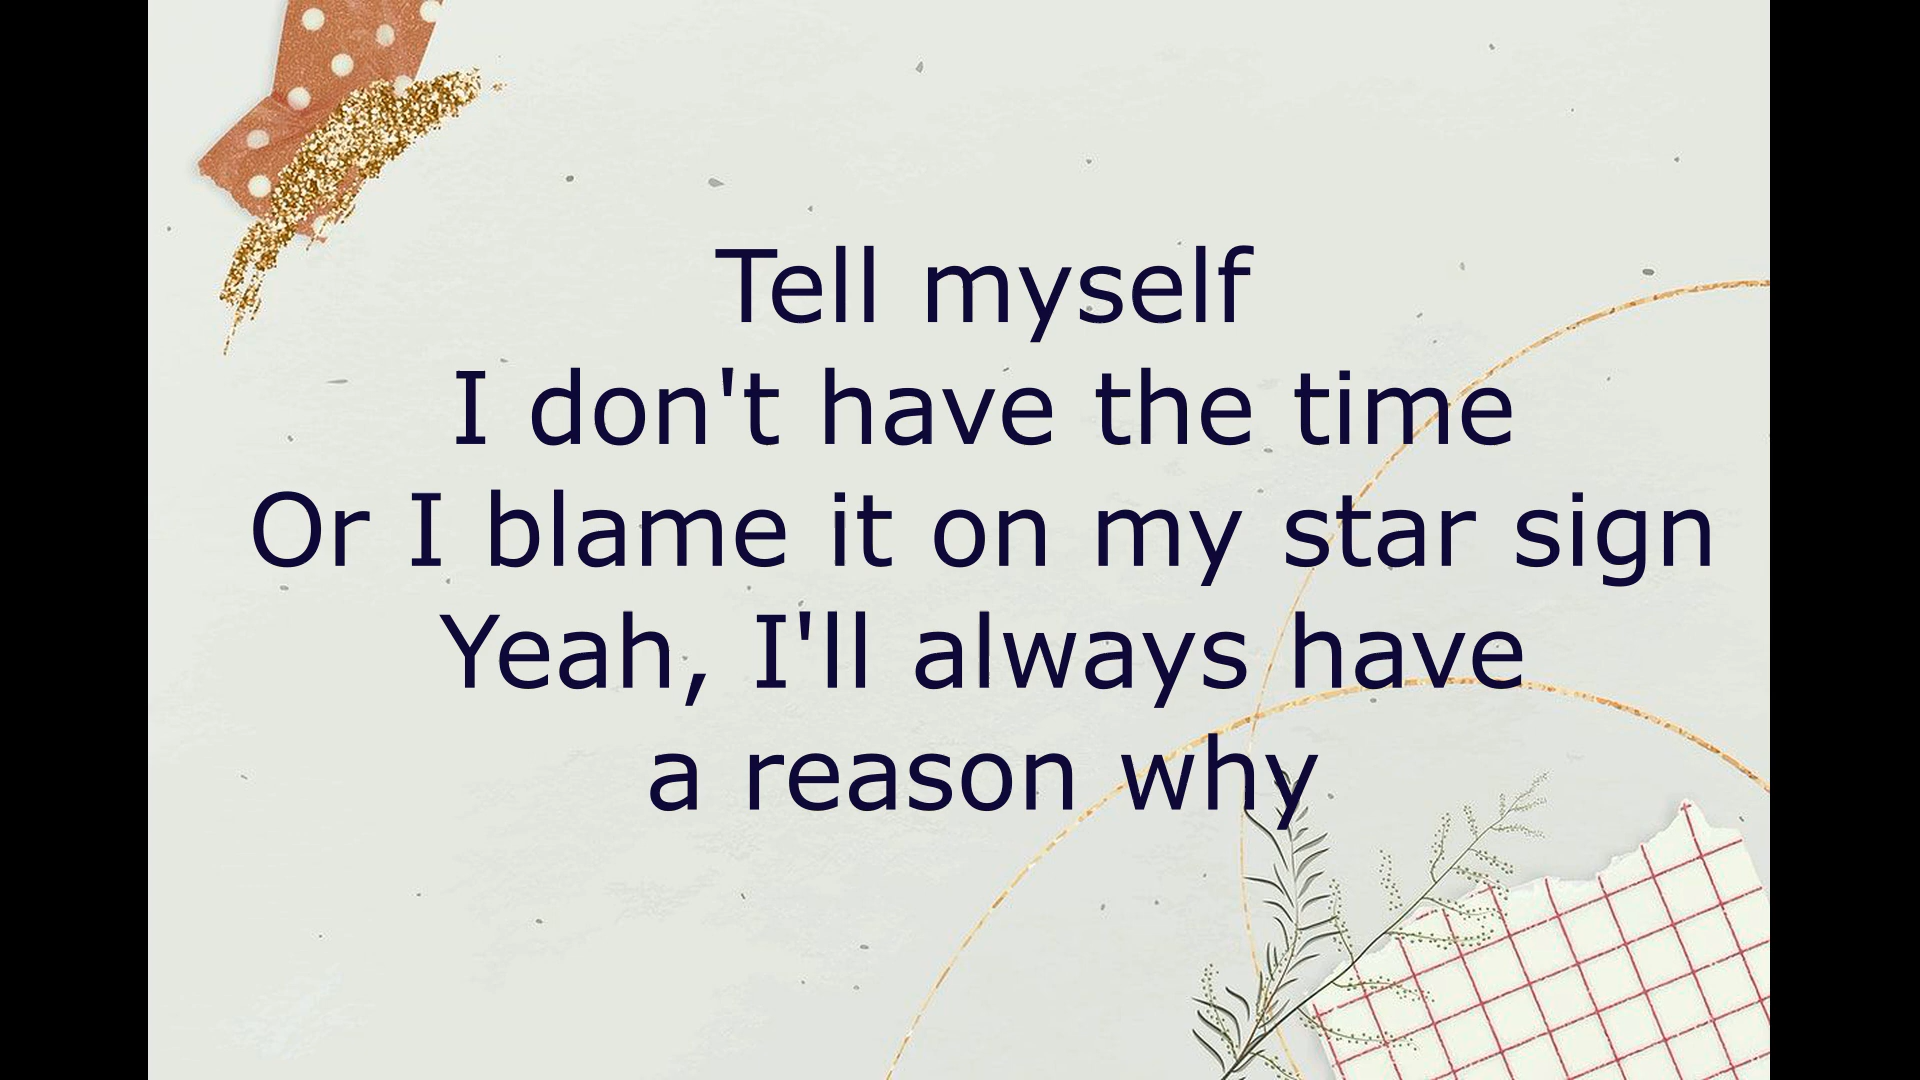 Tell myself
I don't have the time
Or I blame it on my star sign
Yeah, I'll always have
a reason why